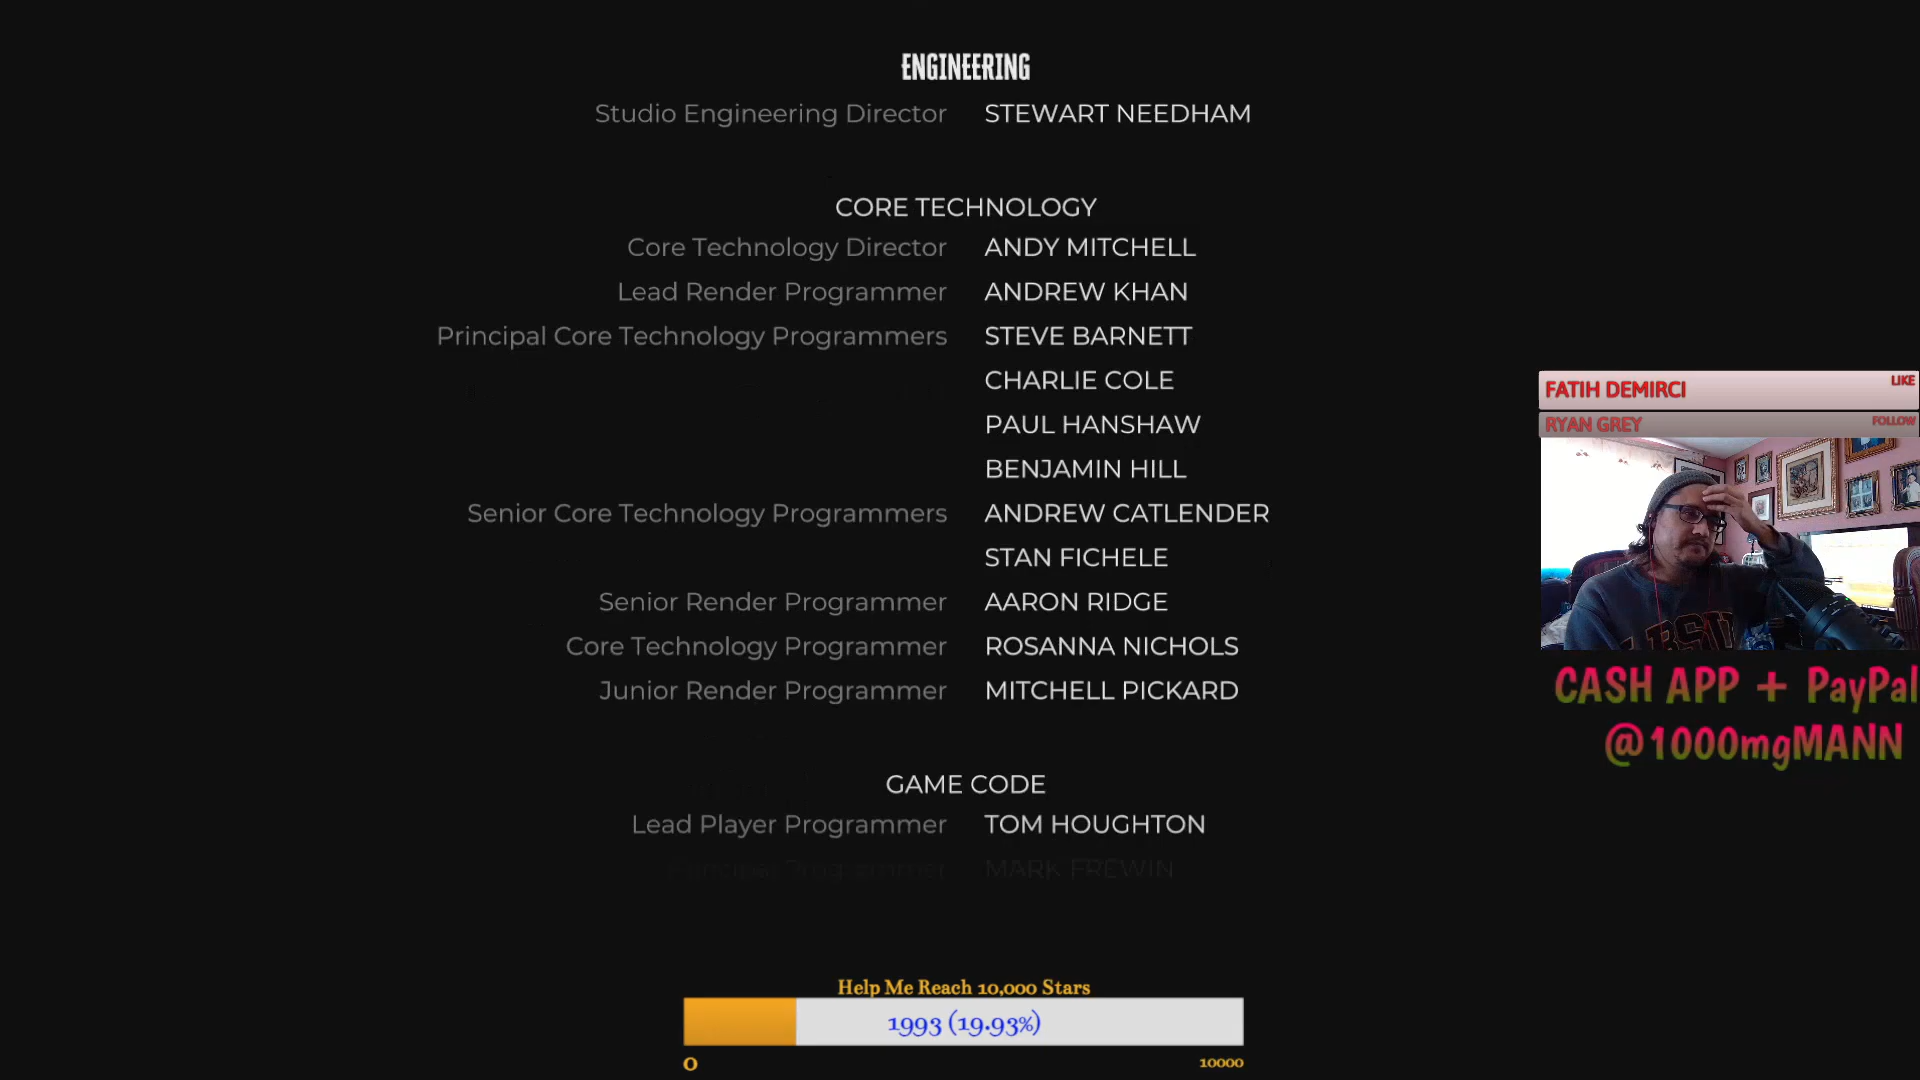 ENGINEERING
Studio Engineering Director STEWART NEEDHAM
CORE TECHNOLOGY
Core Technology Director ANDY MITCHELL
Lead Render Programmer ANDREW KHAN
Principal Core Technology Programmers STEVE BARNETT
CHARLIE COLE
PAUL HANSHAW
BENJAMIN HILL
Senior Core Technology Programmers ANDREW CATLENDER
STAN FICHELE
Senior Render Programmer AARON RIDGE
Core Technology Programmer ROSANNA NICHOLS
Junior Render Programmer MITCHELL PICKARD
GAME CODE
Lead Player Programmer TOM HOUGHTON
Principal Programmer MARK FREWIN
FATIH DEMIRCI LIKE
RYAN GREY FOLLOW
CASH APP + PayPal
@1000mgMANN
Help Me Reach 10,000 Stars
1993 (19.93%)
0 10000